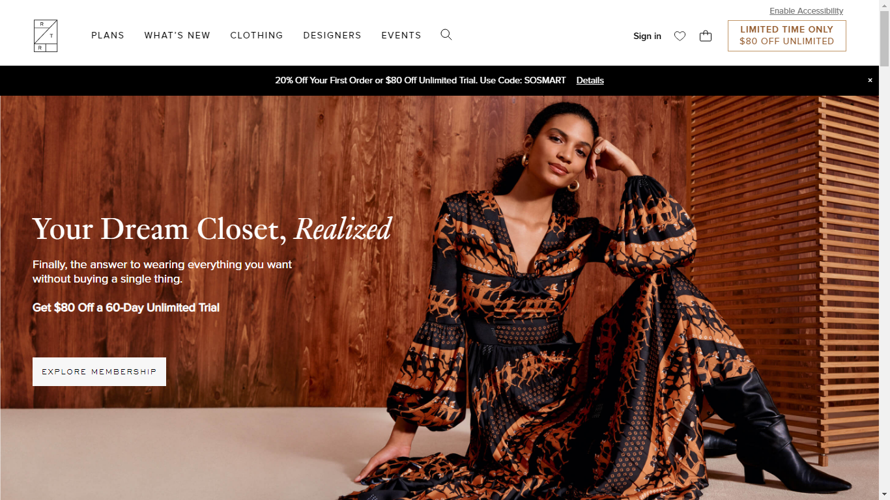 Enable Accessibility
R
T
R
PLANS
WHAT'S NEW
CLOTHING
DESIGNERS
EVENTS
Sign in
LIMITED TIME ONLY
$80 OFF UNLIMITED
20% Off Your First Order or $80 Off Unlimited Trial. Use Code: SOSMART Details
×
Your Dream Closet, Realized
Finally, the answer to wearing everything you want
without buying a single thing.
Get $80 Off a 60-Day Unlimited Trial
EXPLORE MEMBERSHIP